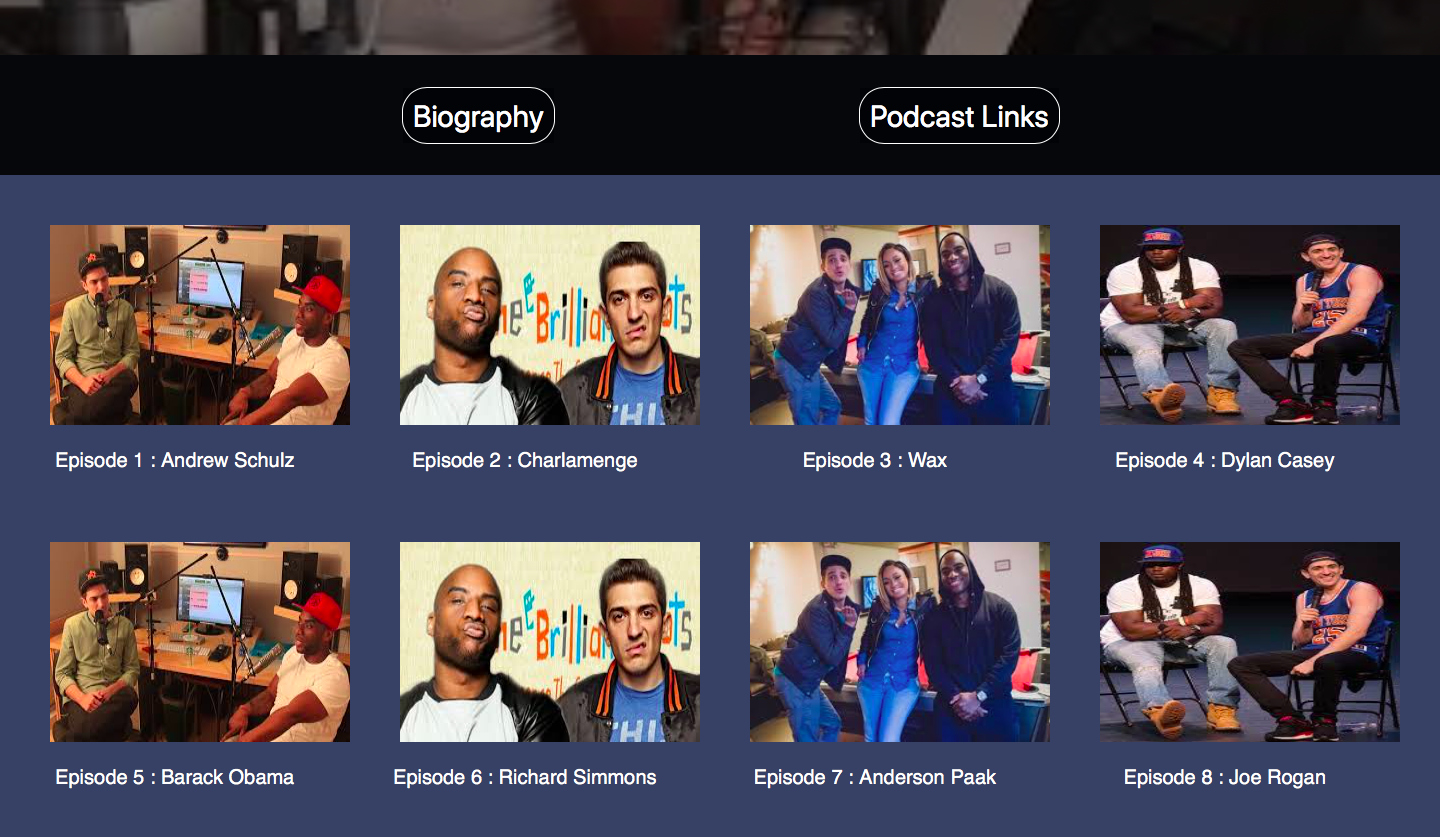 Biography
Podcast Links
Episode 1 : Andrew Schulz
Episode 2 : Charlamenge
Episode 3 : Wax
Episode 4 : Dylan Casey
Episode 5 : Barack Obama
Episode 6 : Richard Simmons
Episode 7 : Anderson Paak
Episode 8 : Joe Rogan